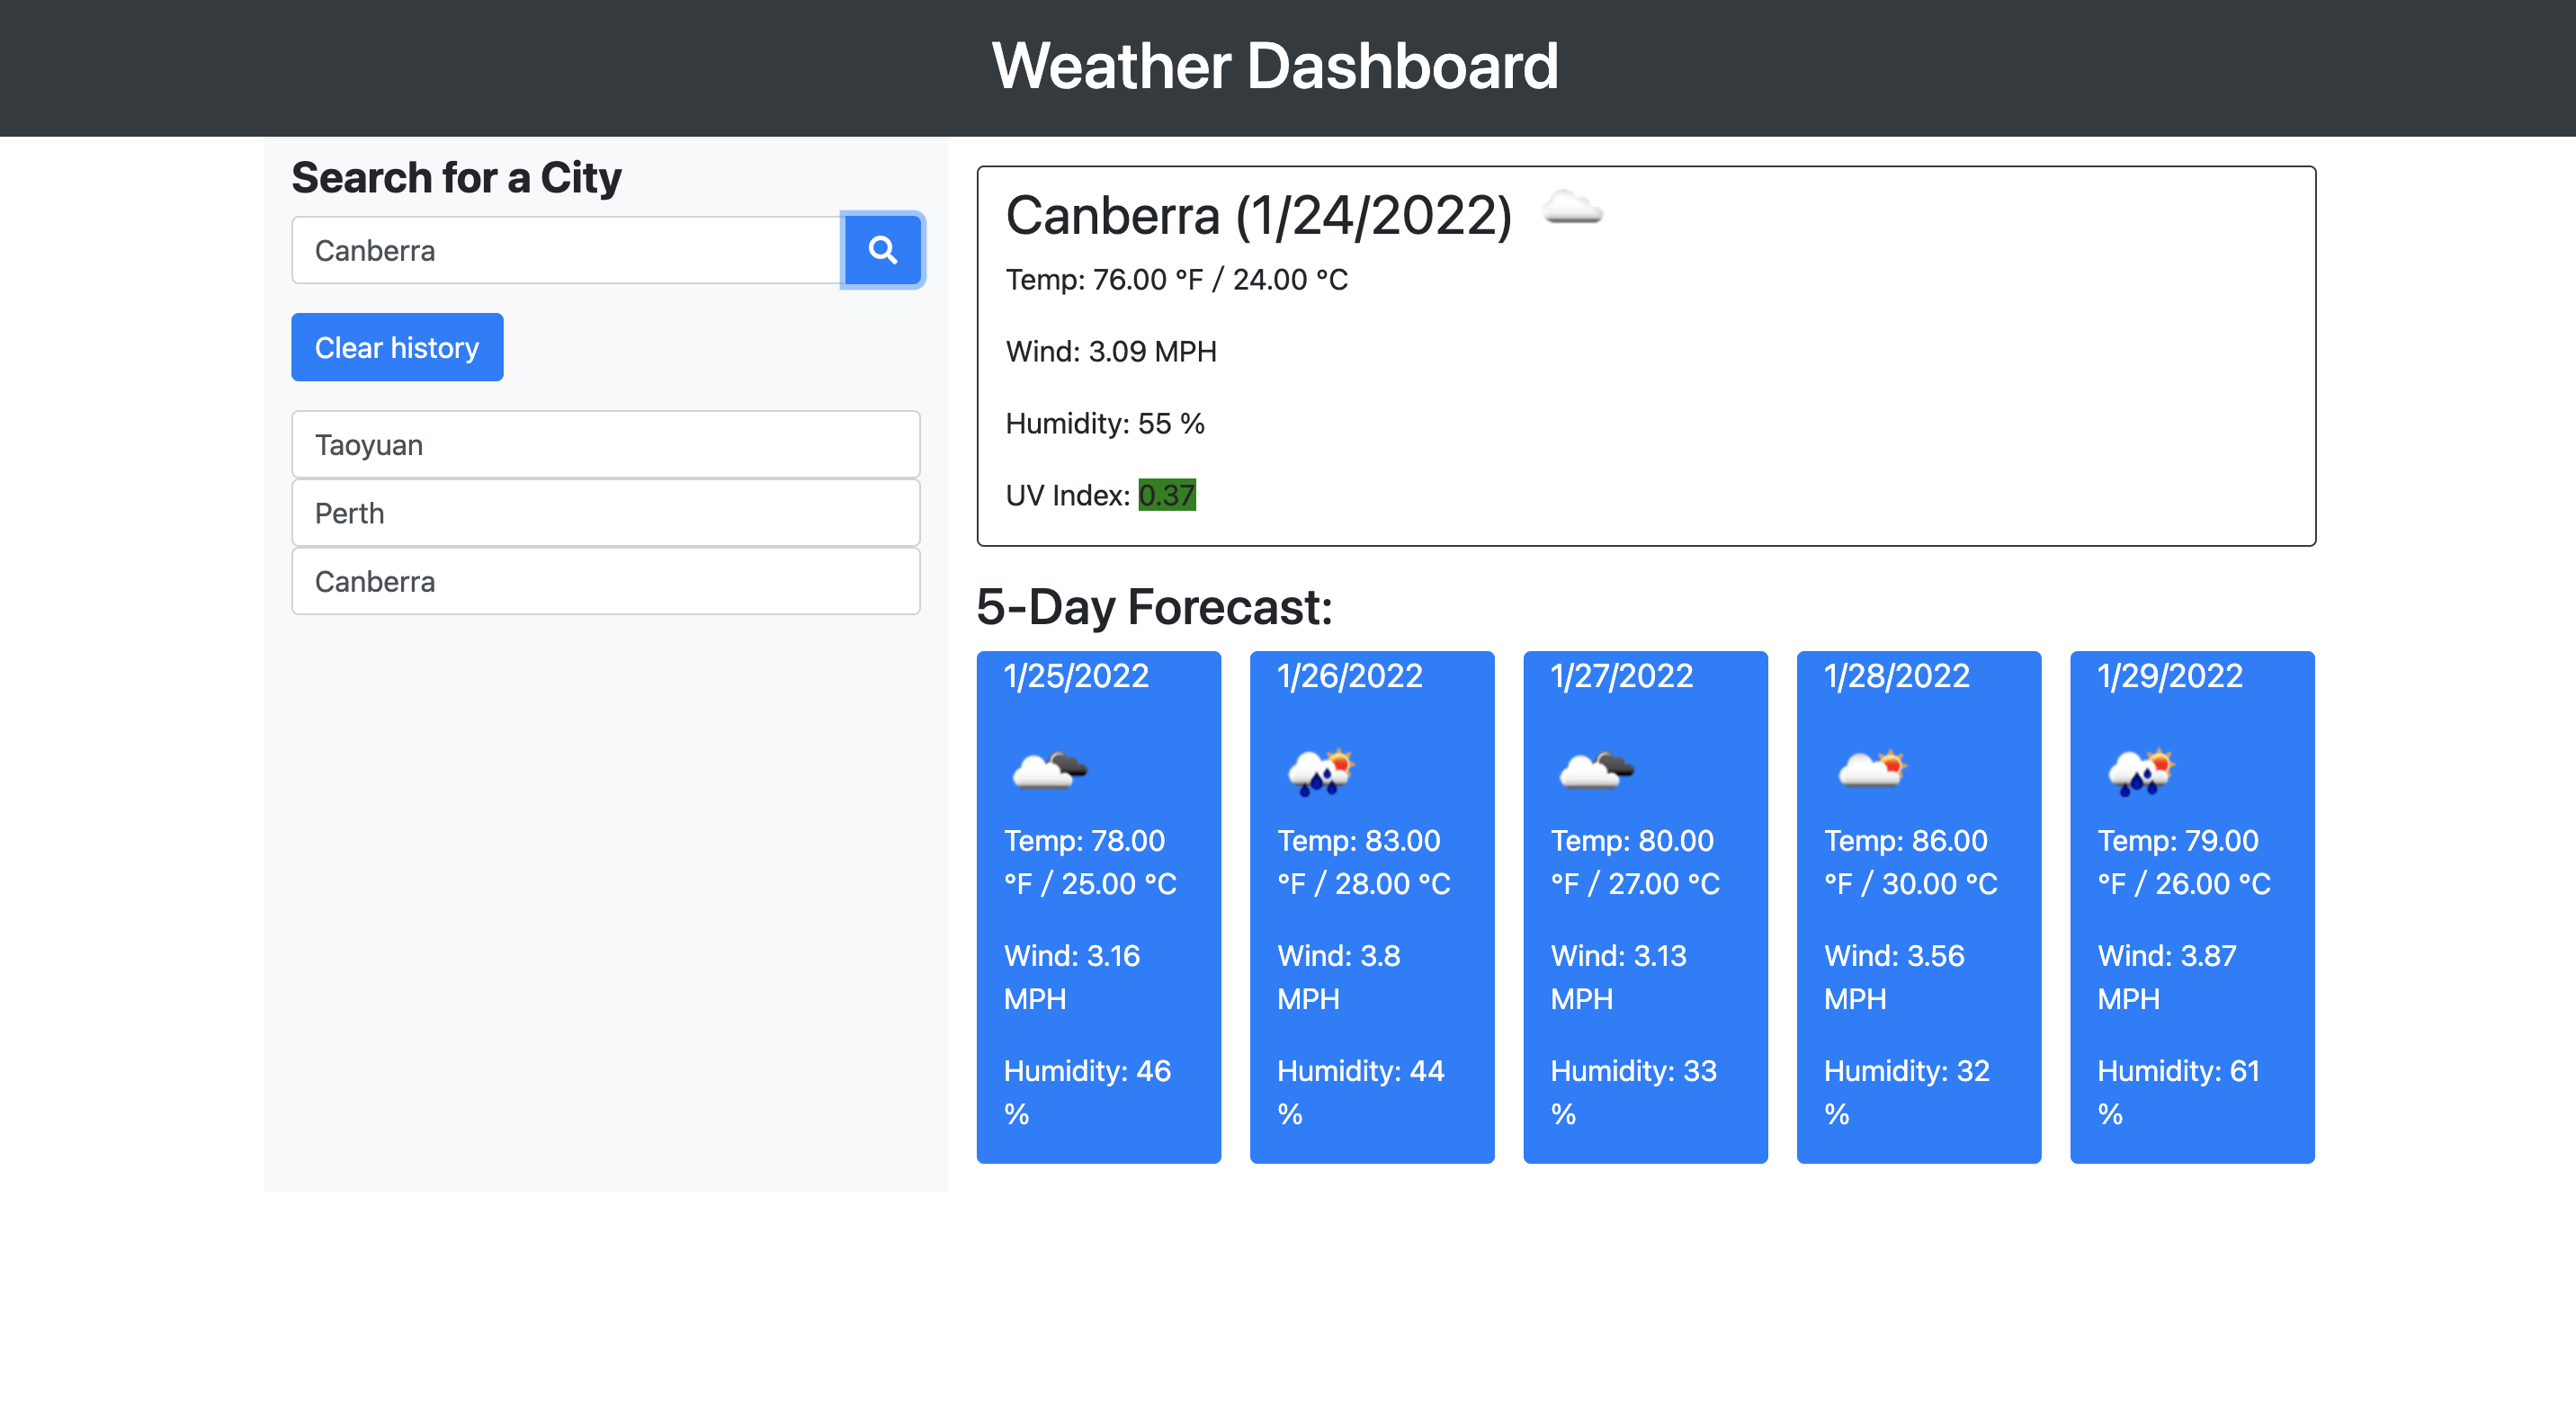 Weather Dashboard
Search for a City
Canberra
Clear history
Taoyuan
Perth
Canberra
Canberra (1/24/2022)
Temp: 76.00 °F / 24.00 °C
Wind: 3.09 MPH
Humidity: 55 %
UV Index: 0.37
5-Day Forecast:
1/25/2022
Temp: 78.00
°F / 25.00 °C
Wind: 3.16
MPH
Humidity: 46
%
1/26/2022
Temp: 83.00
°F / 28.00 °C
Wind: 3.8
MPH
Humidity: 44
%
1/27/2022
Temp: 80.00
°F / 27.00 °C
Wind: 3.13
MPH
Humidity: 33
%
1/28/2022
Temp: 86.00
°F / 30.00 °C
Wind: 3.56
MPH
Humidity: 32
%
1/29/2022
Temp: 79.00
°F / 26.00 °C
Wind: 3.87
MPH
Humidity: 61
%